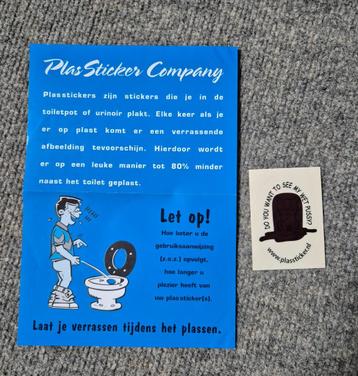 PlasSticker Company
Plasstickers zijn stickers die je in de
toiletpot of urinoir plakt. Elke keer als je
er op plast komt er een verrassende
afbeelding tevoorschijn. Hierdoor wordt
er op een leuke manier tot 80% minder
naast het toilet geplast.
Let op!
Hoe beter u de
gebruiksaanwijzing
(z.o.z.) opvolgt,
hoe langer u
plezier heeft van
uw plassticker(s).
Laat je verrassen tijdens het plassen.
DO YOU WANT TO SEE MY WET PUSSY?
www.plassticker.nl